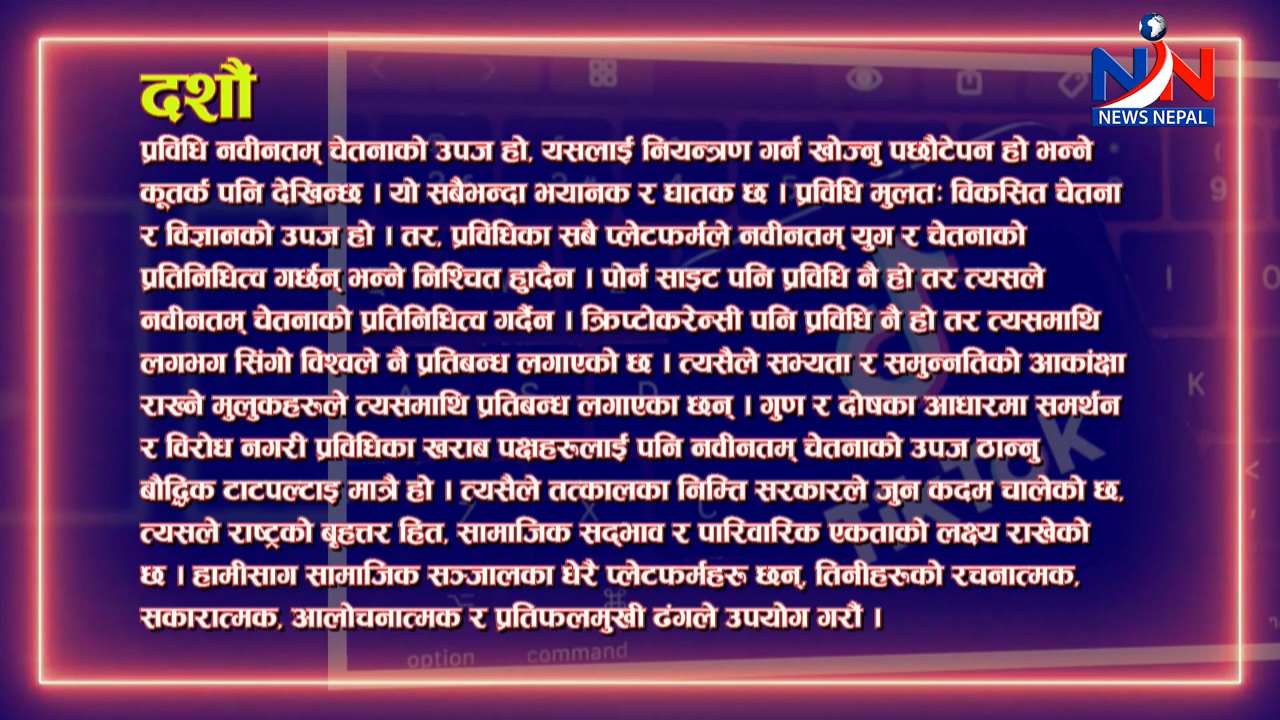 दशौं
NN
NEWS NEPAL
प्रविधि नवीनतम् चेतनाको उपज हो, यसलाई नियन्त्रण गर्न खोज्नु पछौटेपन हो भन्ने
कूतर्क पनि देखिन्छ । यो सबैभन्दा भयानक र घातक छ । प्रविधि मुलतः विकसित चेतना
र विज्ञानको उपज हो । तर, प्रविधिका सबै प्लेटफर्मले नवीनतम् युग र चेतनाको
प्रतिनिधित्व गर्छन् भन्ने निश्चित हुादैन । पोर्न साइट पनि प्रविधि नै हो तर त्यसले
नवीनतम् चेतनाको प्रतिनिधित्व गर्दैन । क्रिप्टोकरेन्सी पनि प्रविधि नै हो तर त्यसमाथि
लगभग सिंगो विश्वले नै प्रतिबन्ध लगाएको छ । त्यसैले सभ्यता र समुन्नतिको आकांक्षा
राख्ने मुलुकहरूले त्यसमाथि प्रतिबन्ध लगाएका छन् । गुण र दोषका आधारमा समर्थन
र विरोध नगरी प्रविधिका खराब पक्षहरूलाई पनि नवीनतम् चेतनाको उपज ठान्नु
बौद्धिक टाटपल्टाइ मात्रै हो । त्यसैले तत्कालका निम्ति सरकारले जुन कदम चालेको छ,
त्यसले राष्ट्रको बृहत्तर हित, सामाजिक सद्भाव र पारिवारिक एकताको लक्ष्य राखेको
छ । हामीसाग सामाजिक सञ्जालका धेरै प्लेटफर्महरू छन्, तिनीहरूको रचनात्मक,
सकारात्मक, आलोचनात्मक र प्रतिफलमुखी ढंगले उपयोग गरौं ।
TikTok
option command